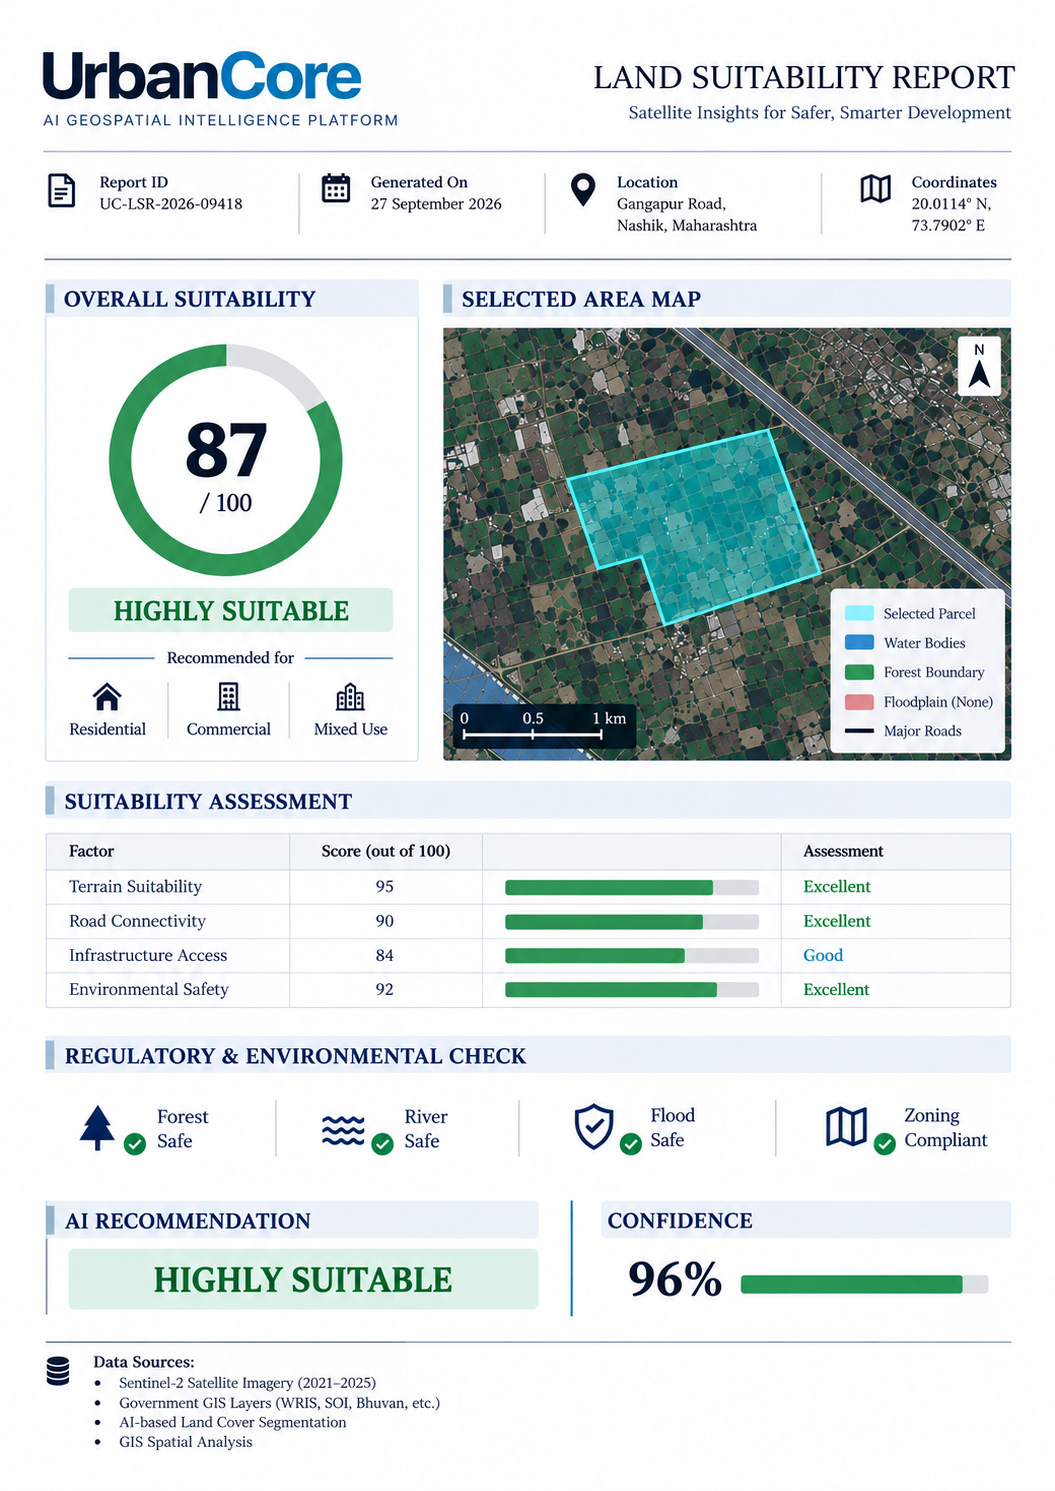 UrbanCore
AI GEOSPATIAL INTELLIGENCE PLATFORM
LAND SUITABILITY REPORT
Satellite Insights for Safer, Smarter Development
Report ID
UC-LSR-2026-09418
Generated On
27 September 2026
Location
Gangapur Road,
Nashik, Maharashtra
Coordinates
20.0114° N,
73.7902° E
OVERALL SUITABILITY
87
/ 100
HIGHLY SUITABLE
Recommended for
Residential
Commercial
Mixed Use
SELECTED AREA MAP
N
Selected Parcel
Water Bodies
Forest Boundary
Floodplain (None)
Major Roads
0 0.5 1 km
SUITABILITY ASSESSMENT
Factor Score (out of 100) Assessment
Terrain Suitability 95 Excellent
Road Connectivity 90 Excellent
Infrastructure Access 84 Good
Environmental Safety 92 Excellent
REGULATORY & ENVIRONMENTAL CHECK
Forest
Safe
River
Safe
Flood
Safe
Zoning
Compliant
AI RECOMMENDATION
HIGHLY SUITABLE
CONFIDENCE
96%
Data Sources:
• Sentinel-2 Satellite Imagery (2021–2025)
• Government GIS Layers (WRIS, SOI, Bhuvan, etc.)
• AI-based Land Cover Segmentation
• GIS Spatial Analysis